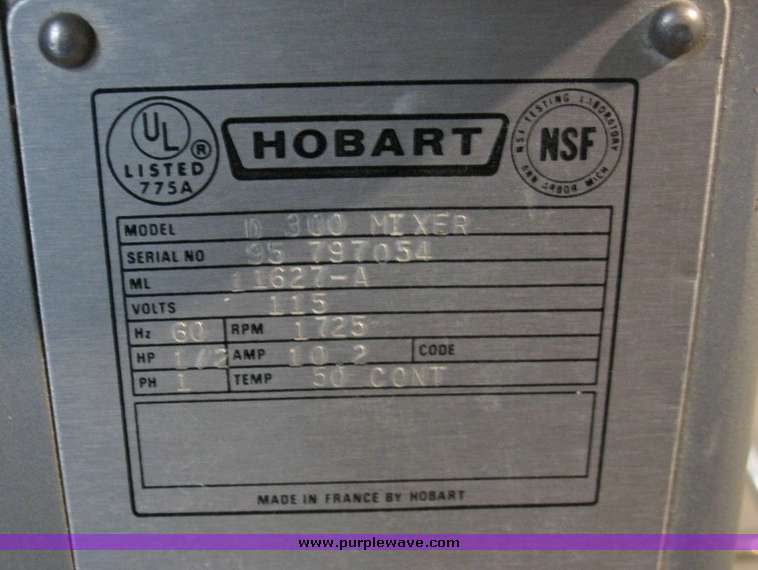 UL
LISTED ®
775A
HOBART
NSF TESTING LABORATORY
NSF
ANN ARBOR MICH
MODEL D 300 MIXER
SERIAL NO 95 797054
ML 11627-A
VOLTS 115
Hz 60 RPM 1725
HP 1/2 AMP 10.2 CODE
PH 1 TEMP 50 CONT
MADE IN FRANCE BY HOBART
www.purplewave.com